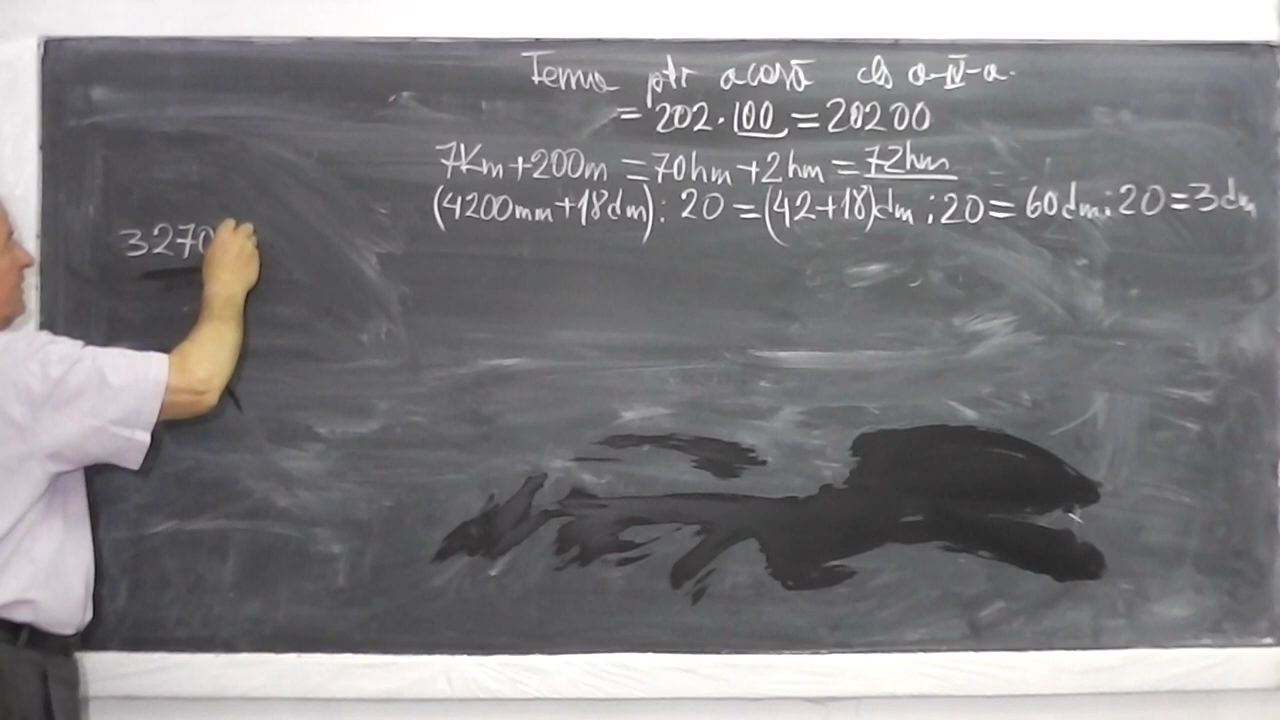 Tema ptr acasă cls a-IV-a.
= 202·100 = 20200
7Km+200m = 70hm+2hm = 72hm
(4200mm+18dm): 20 = (42+18)dm : 20 = 60dm : 20 = 3dm
3270